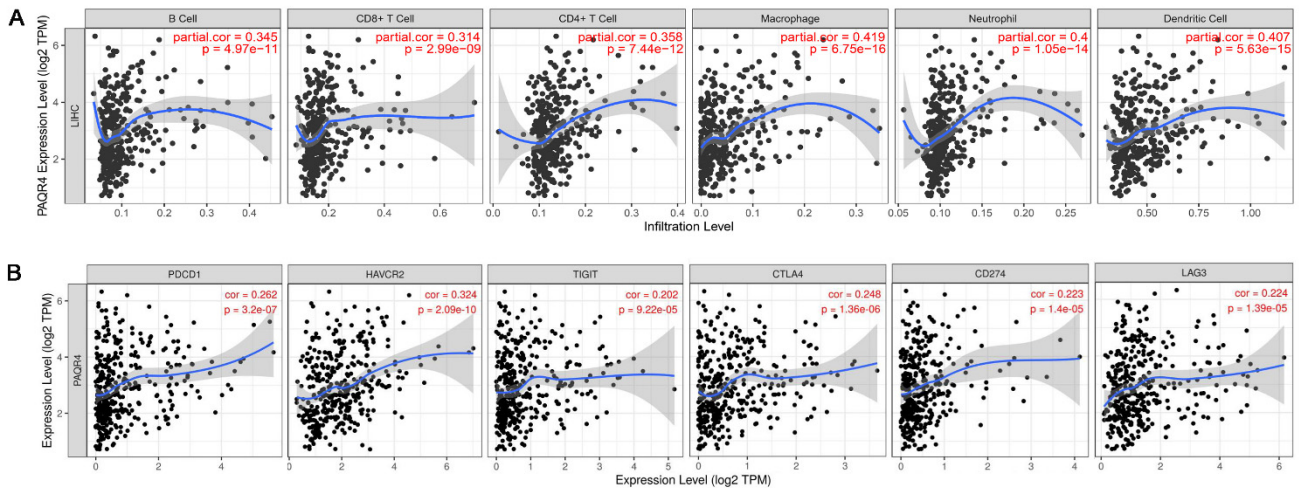 A
B Cell
CD8+ T Cell
CD4+ T Cell
Macrophage
Neutrophil
Dendritic Cell
PAQR4 Expression Level (log2 TPM)
LIHC
6
4
2
partial.cor = 0.345
p = 4.97e−11
partial.cor = 0.314
p = 2.99e−09
partial.cor = 0.358
p = 7.44e−12
partial.cor = 0.419
p = 6.75e−16
partial.cor = 0.4
p = 1.05e−14
partial.cor = 0.407
p = 5.63e−15
0.1 0.2 0.3 0.4
0.2 0.4 0.6
0.0 0.1 0.2 0.3 0.4
0.0 0.1 0.2 0.3
0.05 0.10 0.15 0.20 0.25
0.50 0.75 1.00
Infiltration Level
B
PDCD1
HAVCR2
TIGIT
CTLA4
CD274
LAG3
Expression Level (log2 TPM)
PAQR4
6
4
2
cor = 0.262
p = 3.2e−07
cor = 0.324
p = 2.09e−10
cor = 0.202
p = 9.22e−05
cor = 0.248
p = 1.36e−06
cor = 0.223
p = 1.4e−05
cor = 0.224
p = 1.39e−05
0 2 4
0 2 4 6
0 1 2 3 4 5
0 1 2 3
0 1 2 3 4
0 2 4 6
Expression Level (log2 TPM)